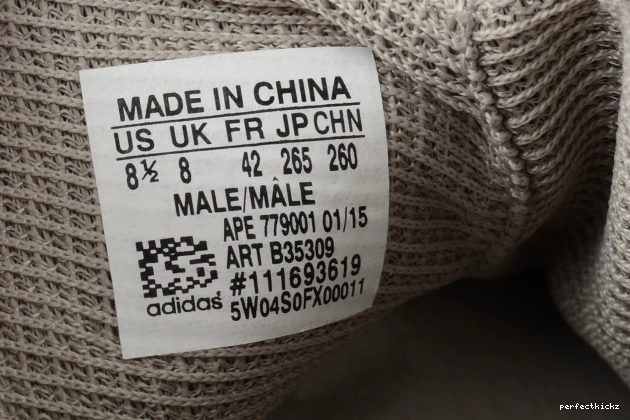 MADE IN CHINA
US UK FR JP CHN
8½ 8 42 265 260
MALE/MÂLE
APE 779001 01/15
ART B35309
#111693619
5W04S0FX00011
adidas
perfectkickz